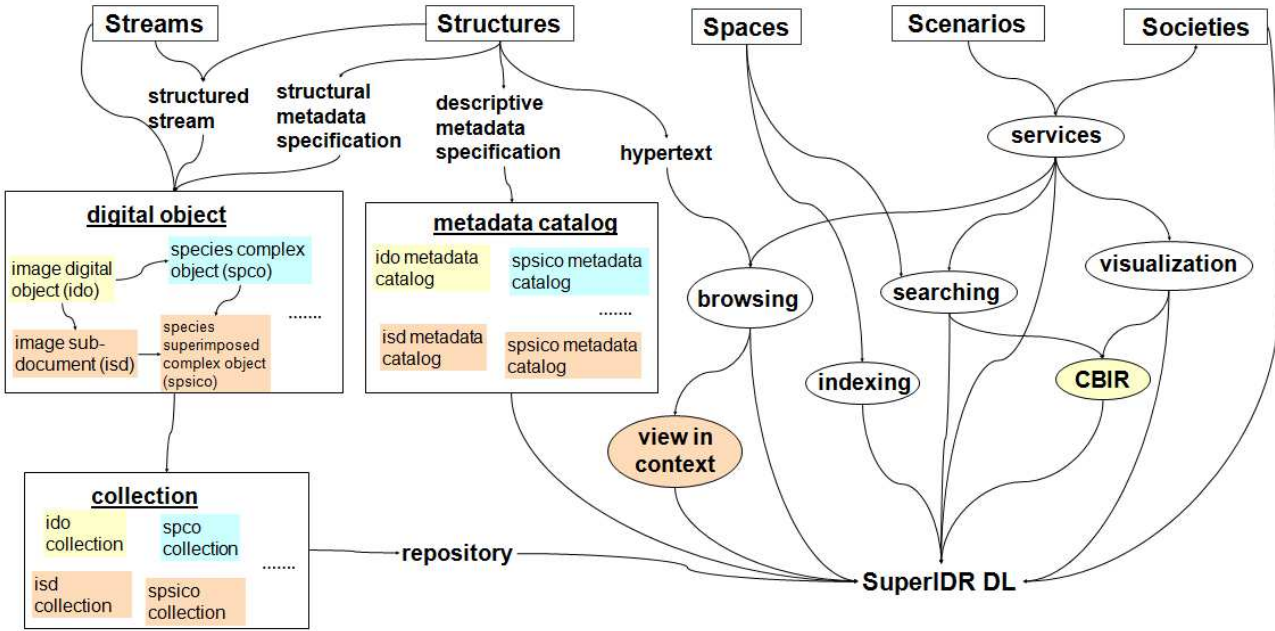 Streams
Structures
Spaces
Scenarios
Societies
structured
stream
structural
metadata
specification
descriptive
metadata
specification
hypertext
services
digital object
image digital
object (ido)
species complex
object (spco)
.......
image sub-
document (isd)
species
superimposed
complex object
(spsico)
metadata catalog
ido metadata
catalog
spsico metadata
catalog
.......
isd metadata
catalog
spsico metadata
catalog
browsing
searching
visualization
indexing
CBIR
view in
context
collection
ido
collection
spco
collection
.......
isd
collection
spsico
collection
repository
SuperIDR DL